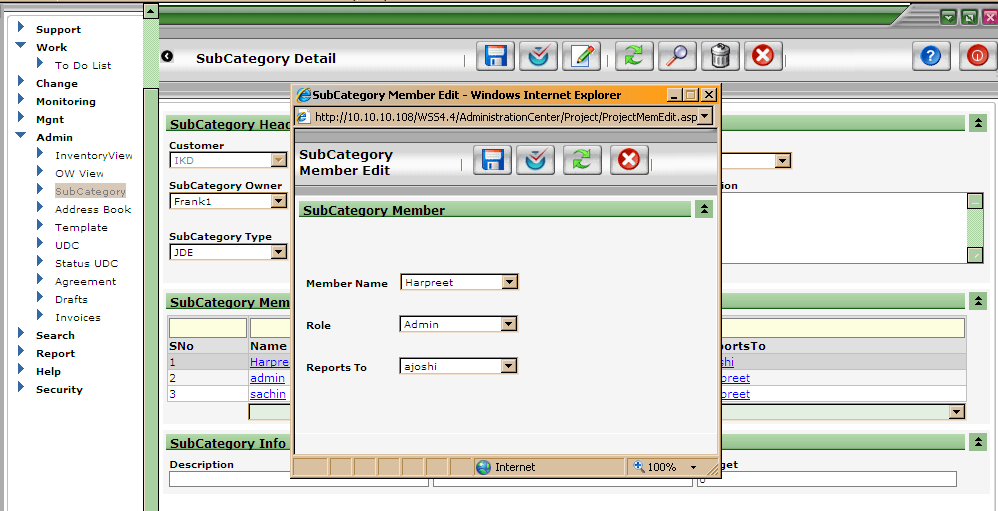 Support
Work
To Do List
Change
Monitoring
Mgnt
Admin
InventoryView
OW View
SubCategory
Address Book
Template
UDC
Status UDC
Agreement
Drafts
Invoices
Search
Report
Help
Security
SubCategory Detail
SubCategory Head
Customer
IKD
SubCategory Owner
Frank1
SubCategory Type
JDE
SubCategory Mem
SNo Name
1 Harpree
2 admin
3 sachin
SubCategory Info
Description
SubCategory Member Edit - Windows Internet Explorer
http://10.10.10.108/WSS4.4/AdministrationCenter/Project/ProjectMemEdit.asp
SubCategory
Member Edit
SubCategory Member
Member Name Harpreet
Role Admin
Reports To ajoshi
Internet 100%
ion
portsTo
shi
preet
preet
get